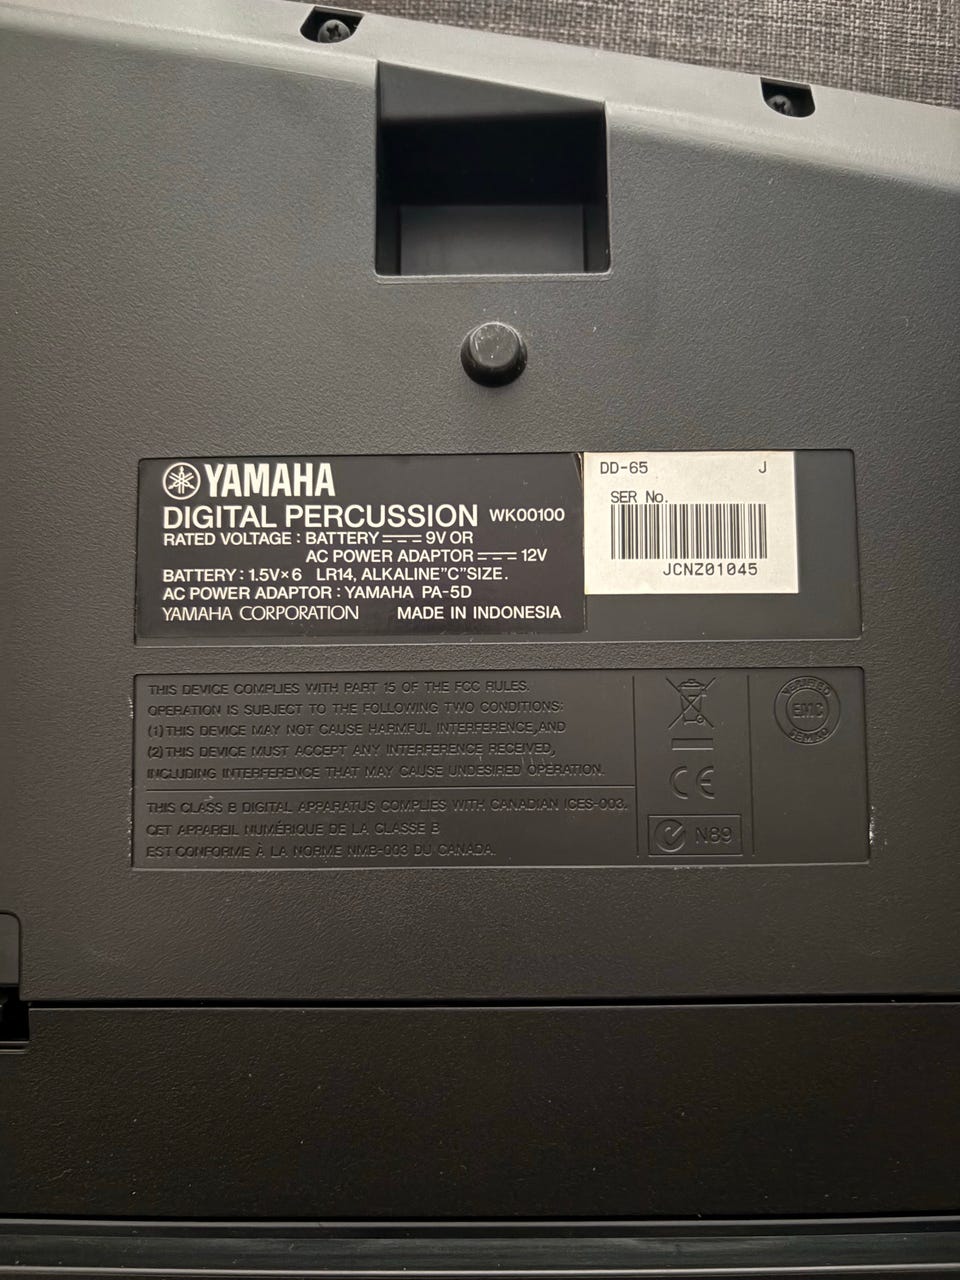 YAMAHA
DIGITAL PERCUSSION WK00100
RATED VOLTAGE : BATTERY 9V OR
AC POWER ADAPTOR 12V
BATTERY : 1.5V×6 LR14, ALKALINE"C"SIZE.
AC POWER ADAPTOR : YAMAHA PA-5D
YAMAHA CORPORATION MADE IN INDONESIA
DD-65 J
SER No.
JCNZ01045
THIS DEVICE COMPLIES WITH PART 15 OF THE FCC RULES.
OPERATION IS SUBJECT TO THE FOLLOWING TWO CONDITIONS:
(1) THIS DEVICE MAY NOT CAUSE HARMFUL INTERFERENCE, AND
(2) THIS DEVICE MUST ACCEPT ANY INTERFERENCE RECEIVED,
INCLUDING INTERFERENCE THAT MAY CAUSE UNDESIRED OPERATION.
THIS CLASS B DIGITAL APPARATUS COMPLIES WITH CANADIAN ICES-003.
CET APPAREIL NUMÉRIQUE DE LA CLASSE B
EST CONFORME À LA NORME NMB-003 DU CANADA.
CE
N89
VERIFIED
EMC
DEMKO